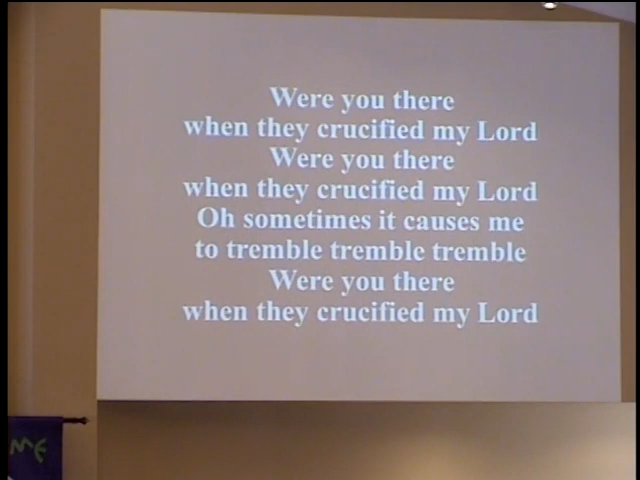 Were you there
when they crucified my Lord
Were you there
when they crucified my Lord
Oh sometimes it causes me
to tremble tremble tremble
Were you there
when they crucified my Lord
ME